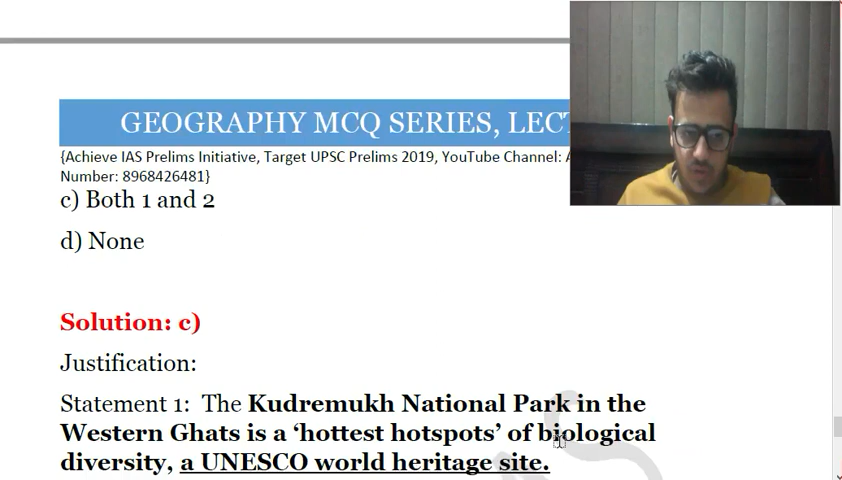 GEOGRAPHY MCQ SERIES, LECT
{Achieve IAS Prelims Initiative, Target UPSC Prelims 2019, YouTube Channel: A
Number: 8968426481}
c) Both 1 and 2
d) None
Solution: c)
Justification:
Statement 1: The Kudremukh National Park in the
Western Ghats is a ‘hottest hotspots’ of biological
diversity, a UNESCO world heritage site.